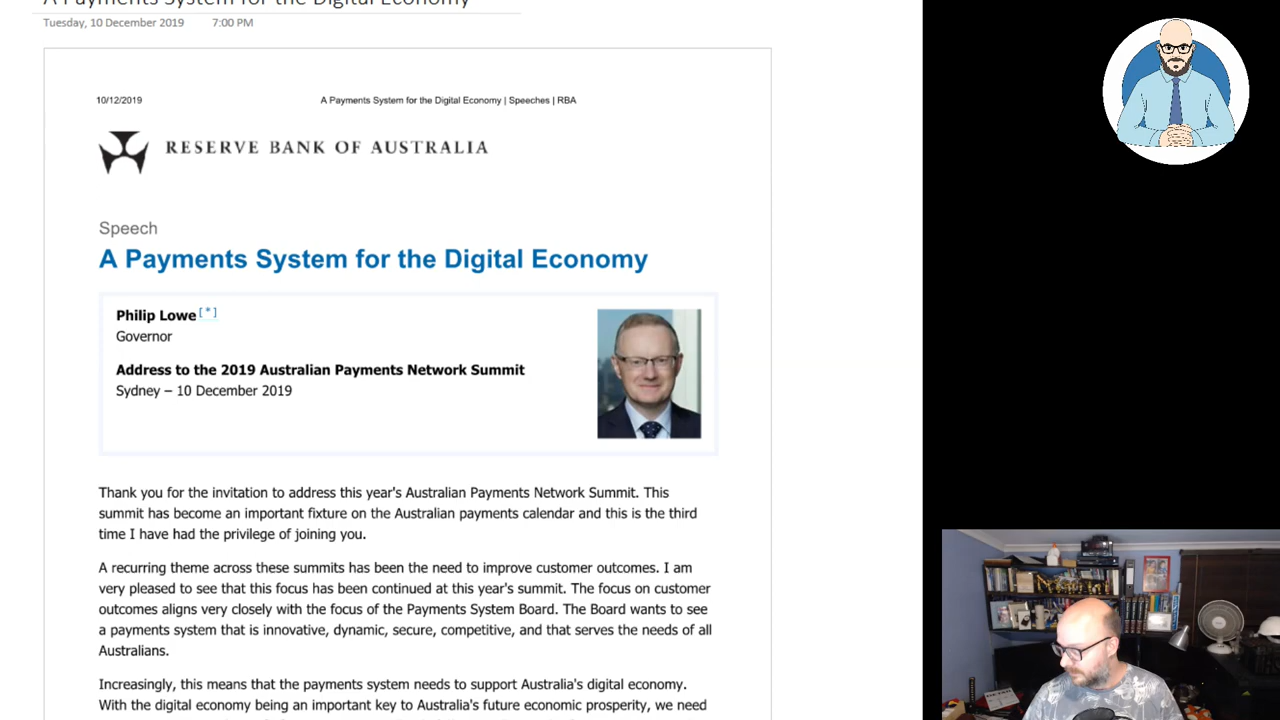 A Payments System for the Digital Economy
Tuesday, 10 December 2019 7:00 PM
10/12/2019 A Payments System for the Digital Economy | Speeches | RBA
RESERVE BANK OF AUSTRALIA
Speech
A Payments System for the Digital Economy
Philip Lowe[*]
Governor
Address to the 2019 Australian Payments Network Summit
Sydney – 10 December 2019
Thank you for the invitation to address this year's Australian Payments Network Summit. This
summit has become an important fixture on the Australian payments calendar and this is the third
time I have had the privilege of joining you.
A recurring theme across these summits has been the need to improve customer outcomes. I am
very pleased to see that this focus has been continued at this year's summit. The focus on customer
outcomes aligns very closely with the focus of the Payments System Board. The Board wants to see
a payments system that is innovative, dynamic, secure, competitive, and that serves the needs of all
Australians.
Increasingly, this means that the payments system needs to support Australia's digital economy.
With the digital economy being an important key to Australia's future economic prosperity, we need